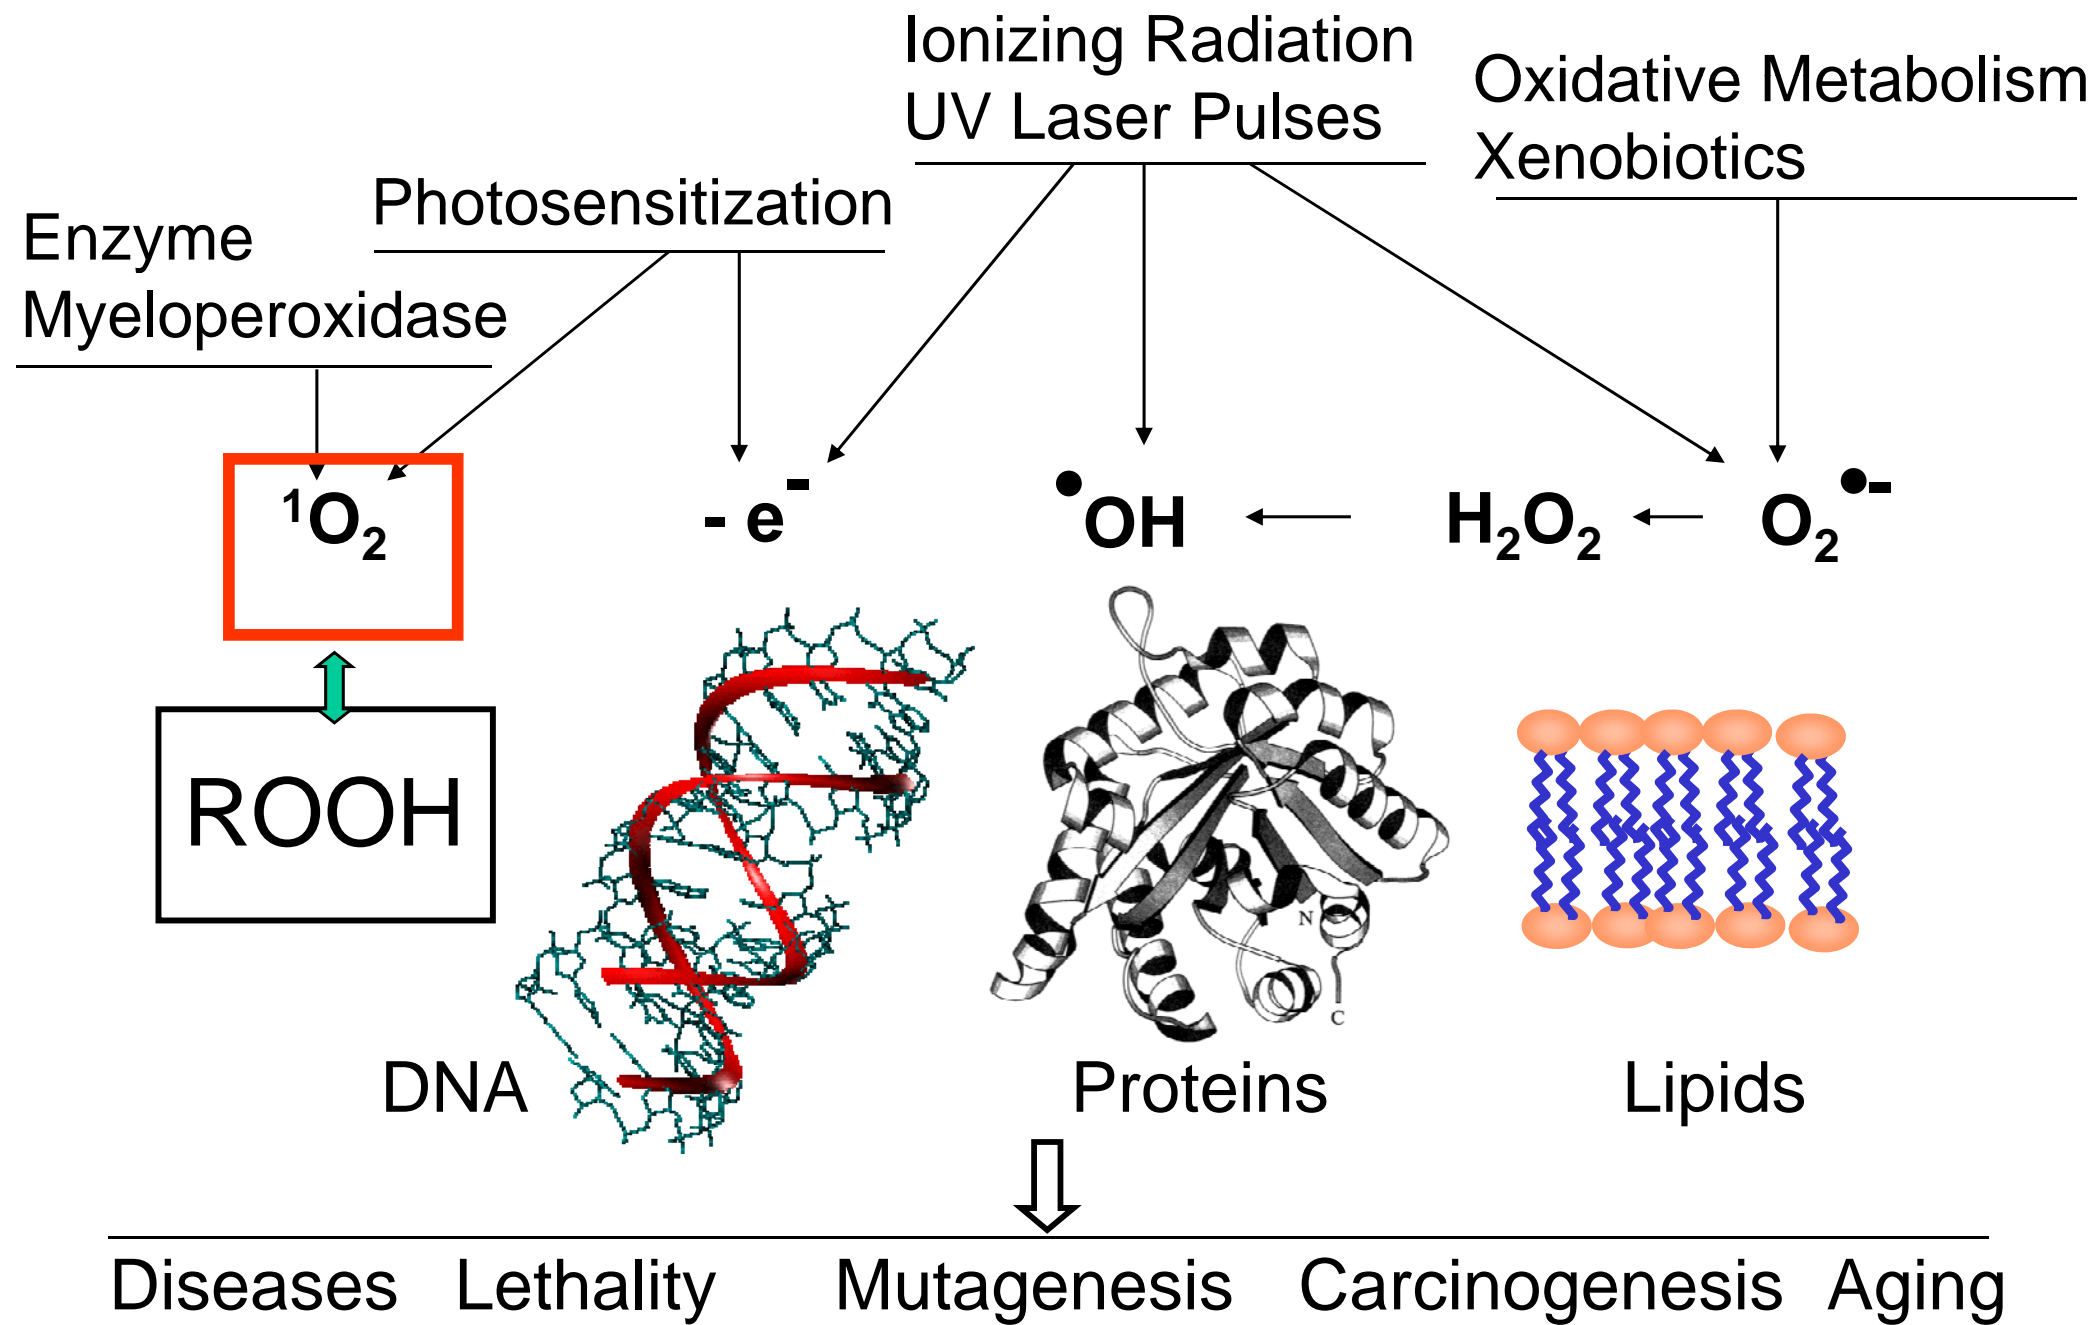 Ionizing Radiation
UV Laser Pulses
Oxidative Metabolism
Xenobiotics
Photosensitization
Enzyme
Myeloperoxidase
¹O₂
- e⁻
•OH
H₂O₂
O₂•-
ROOH
N
C
DNA
Proteins
Lipids
Diseases Lethality Mutagenesis Carcinogenesis Aging